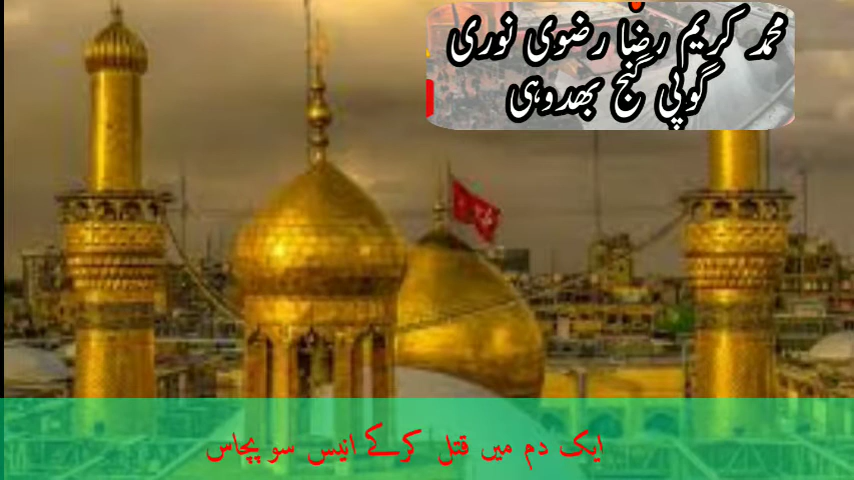 محمد کریم رضا رضوی نوری
گوپی گنج بھدوہی
ایک دم میں قتل کرکے انیس سو پچاس